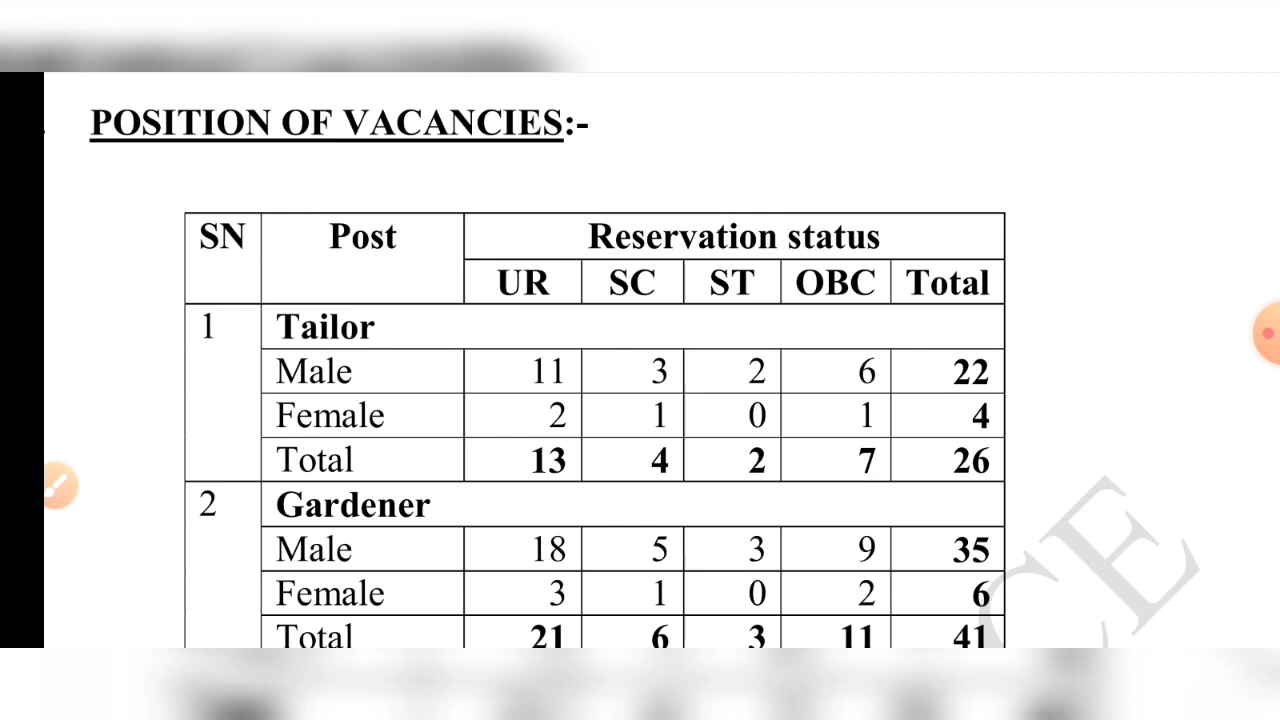 POSITION OF VACANCIES:-
SN Post Reservation status
UR SC ST OBC Total
1 Tailor
Male 11 3 2 6 22
Female 2 1 0 1 4
Total 13 4 2 7 26
2 Gardener
Male 18 5 3 9 35
Female 3 1 0 2 6
Total 21 6 3 11 41
CE